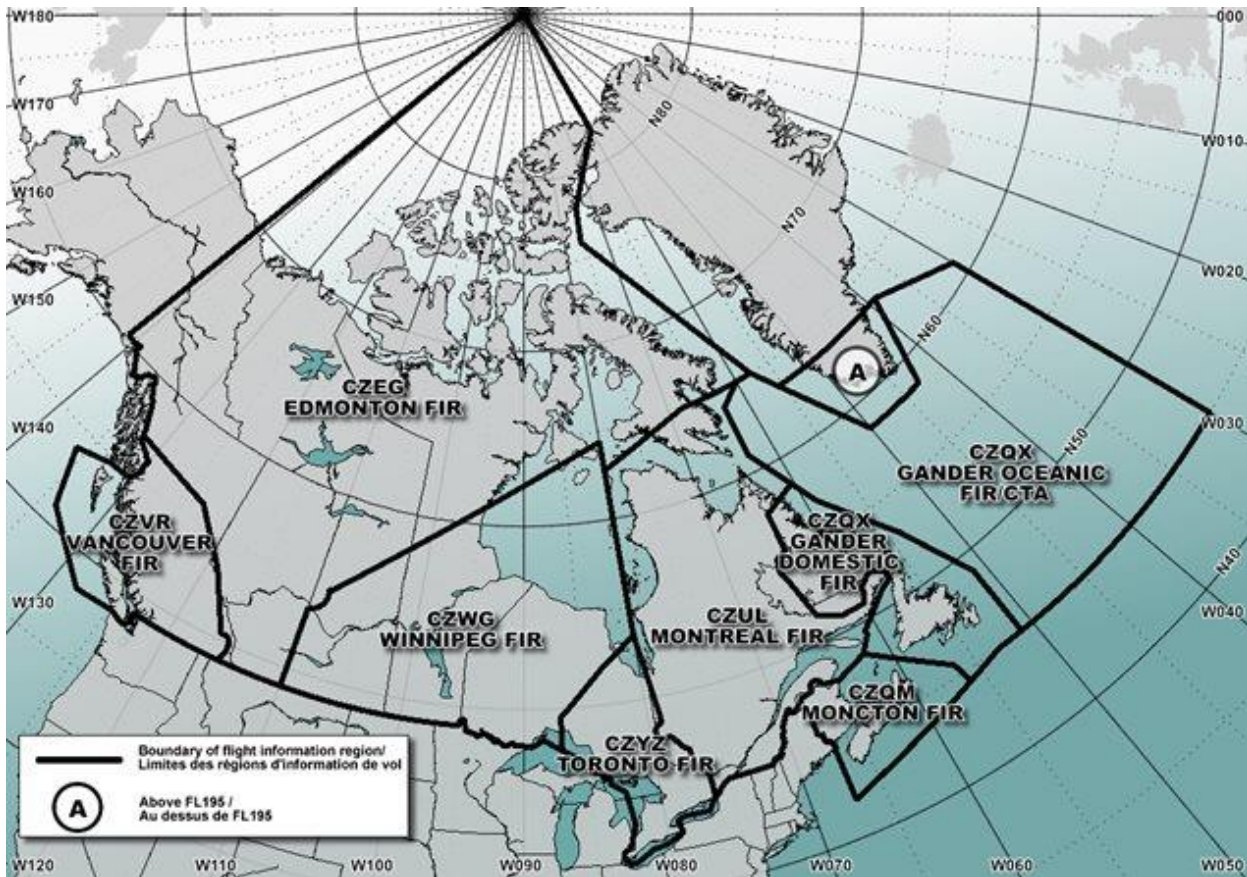 W180
000
W170
N80
W010
W160
N70
W020
W150
N60
A
CZEG
EDMONTON FIR
W140
W030
N50
CZQX
GANDER OCEANIC
FIR/CTA
CZVR
VANCOUVER
FIR
CZQX
GANDER
DOMESTIC
FIR
N40
W130
W040
CZWG
WINNIPEG FIR
CZUL
MONTREAL FIR
CZQM
MONCTON FIR
CZYZ
TORONTO FIR
Boundary of flight information region/
Limites des régions d'information de vol
A
Above FL195 /
Au dessus de FL195
W120
W110
W100
W090
W080
W070
W060
W050